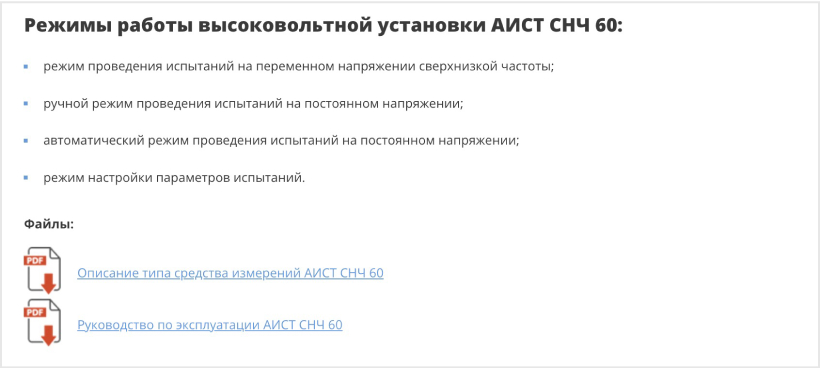 Режимы работы высоковольтной установки АИСТ СНЧ 60:
режим проведения испытаний на переменном напряжении сверхнизкой частоты;
ручной режим проведения испытаний на постоянном напряжении;
автоматический режим проведения испытаний на постоянном напряжении;
режим настройки параметров испытаний.
Файлы:
PDF
Описание типа средства измерений АИСТ СНЧ 60
PDF
Руководство по эксплуатации АИСТ СНЧ 60